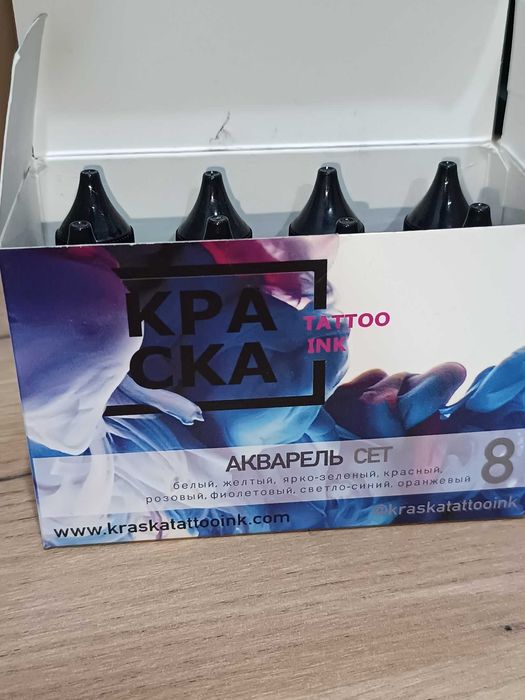 КРА
СКА
TATTOO
INK
АКВАРЕЛЬ СЕТ
8
белый, желтый, ярко-зеленый, красный,
розовый, фиолетовый, светло-синий, оранжевый
www.kraskatattooink.com
@kraskatattooink